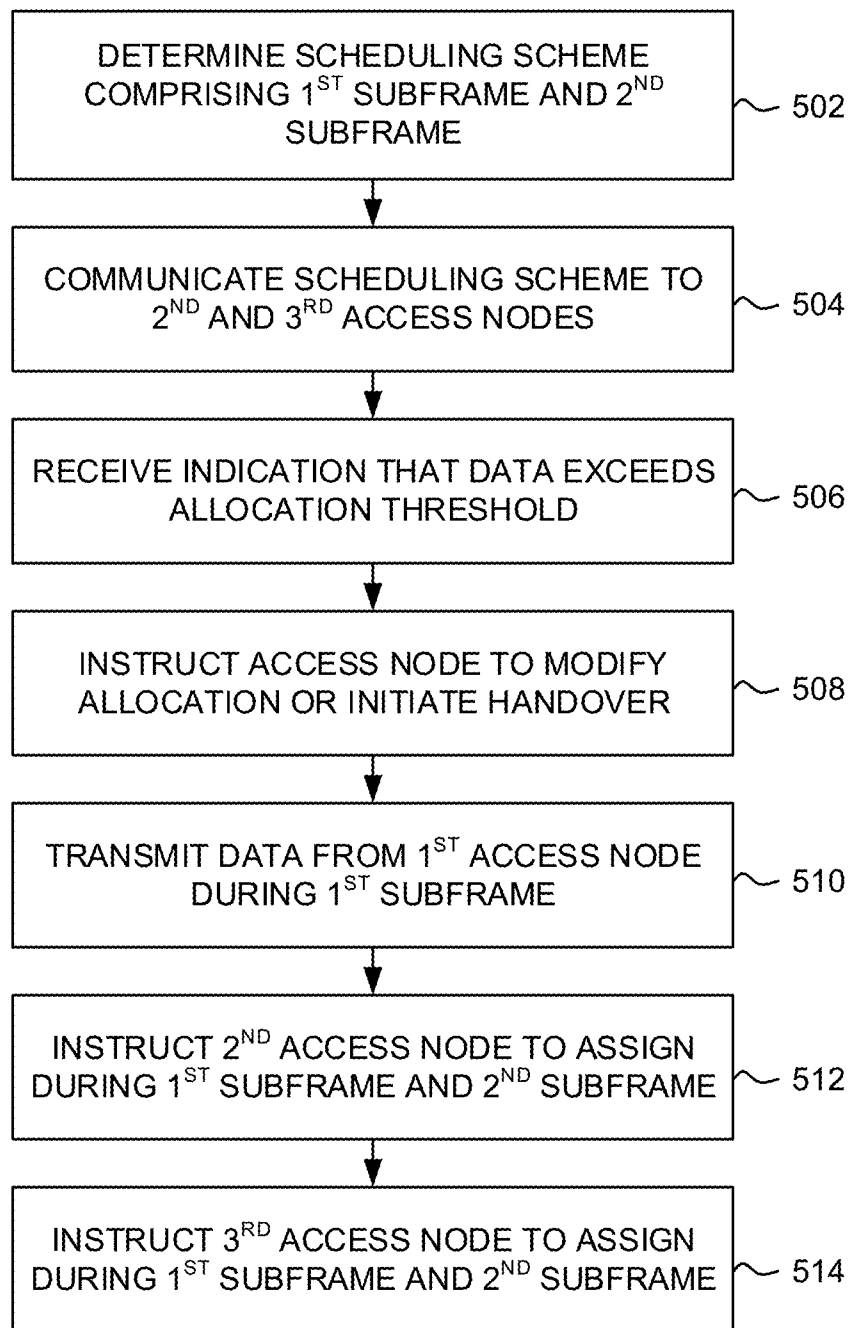 DETERMINE SCHEDULING SCHEME
COMPRISING 1ST SUBFRAME AND 2ND
SUBFRAME
502
COMMUNICATE SCHEDULING SCHEME TO
2ND AND 3RD ACCESS NODES
504
RECEIVE INDICATION THAT DATA EXCEEDS
ALLOCATION THRESHOLD
506
INSTRUCT ACCESS NODE TO MODIFY
ALLOCATION OR INITIATE HANDOVER
508
TRANSMIT DATA FROM 1ST ACCESS NODE
DURING 1ST SUBFRAME
510
INSTRUCT 2ND ACCESS NODE TO ASSIGN
DURING 1ST SUBFRAME AND 2ND SUBFRAME
512
INSTRUCT 3RD ACCESS NODE TO ASSIGN
DURING 1ST SUBFRAME AND 2ND SUBFRAME
514